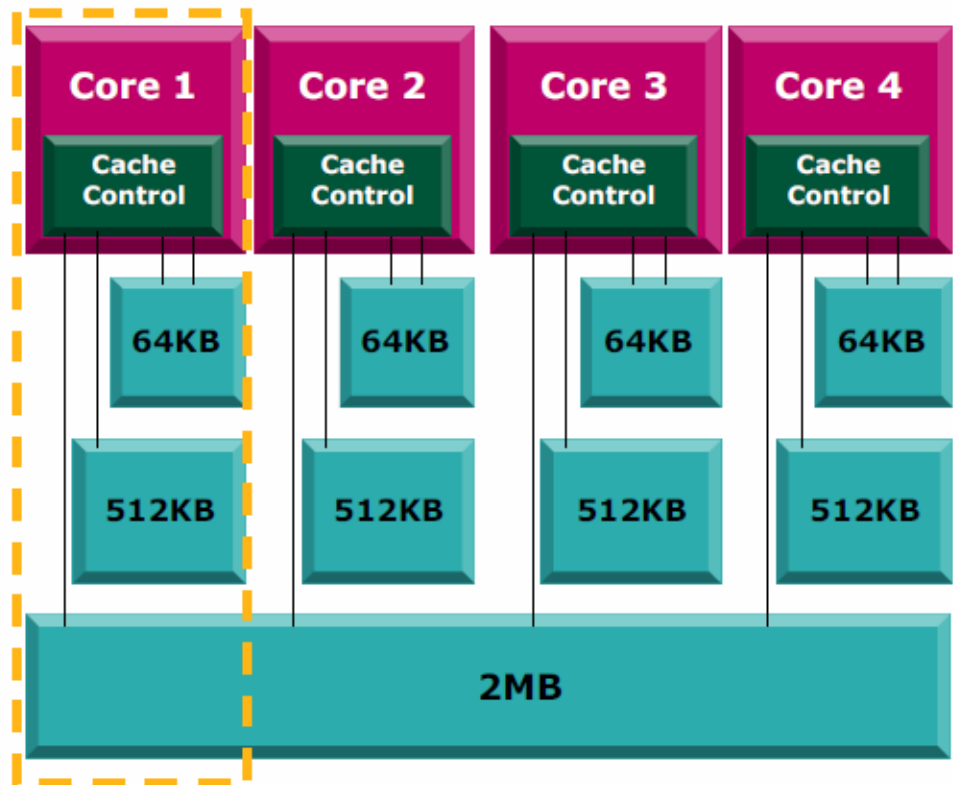 Core 1
Core 2
Core 3
Core 4
Cache
Control
Cache
Control
Cache
Control
Cache
Control
64KB
64KB
64KB
64KB
512KB
512KB
512KB
512KB
2MB